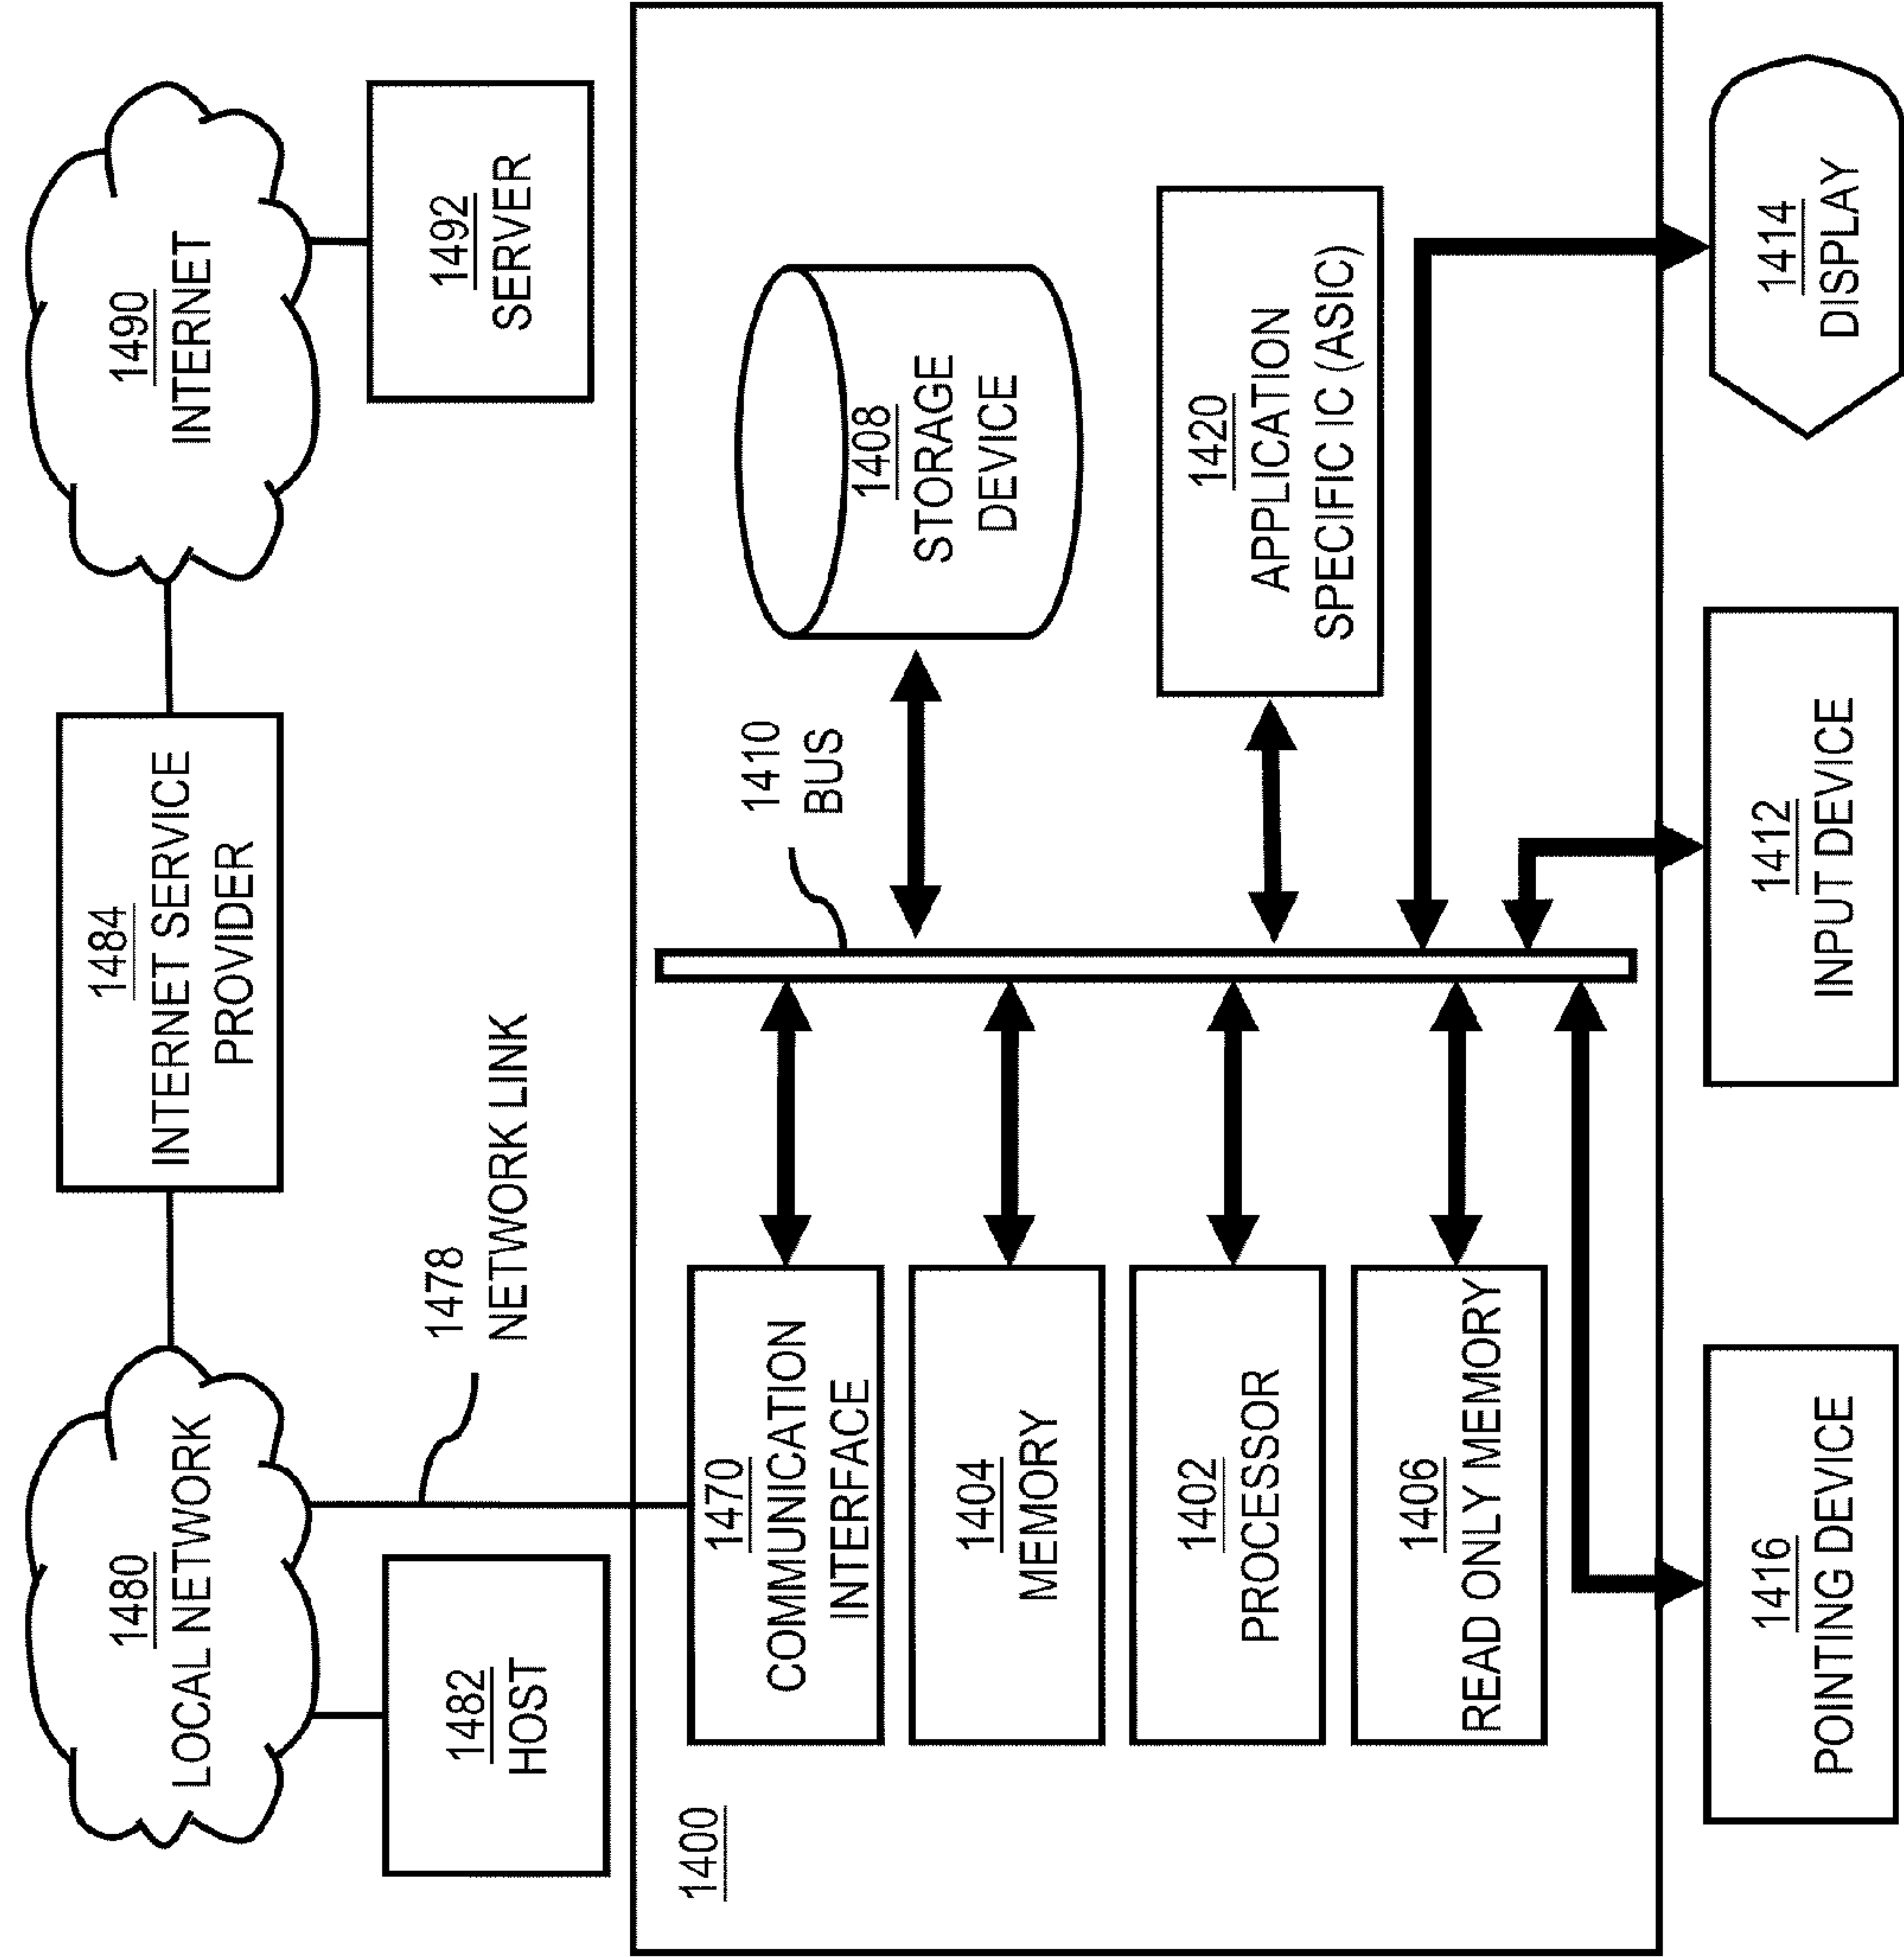 1480
LOCAL NETWORK
1484
INTERNET SERVICE
PROVIDER
1490
INTERNET
1482
HOST
1478
NETWORK LINK
1492
SERVER
1400
1470
COMMUNICATION
INTERFACE
1410
BUS
1408
STORAGE
DEVICE
1404
MEMORY
1402
PROCESSOR
1420
APPLICATION
SPECIFIC IC (ASIC)
1406
READ ONLY MEMORY
1416
POINTING DEVICE
1412
INPUT DEVICE
1414
DISPLAY